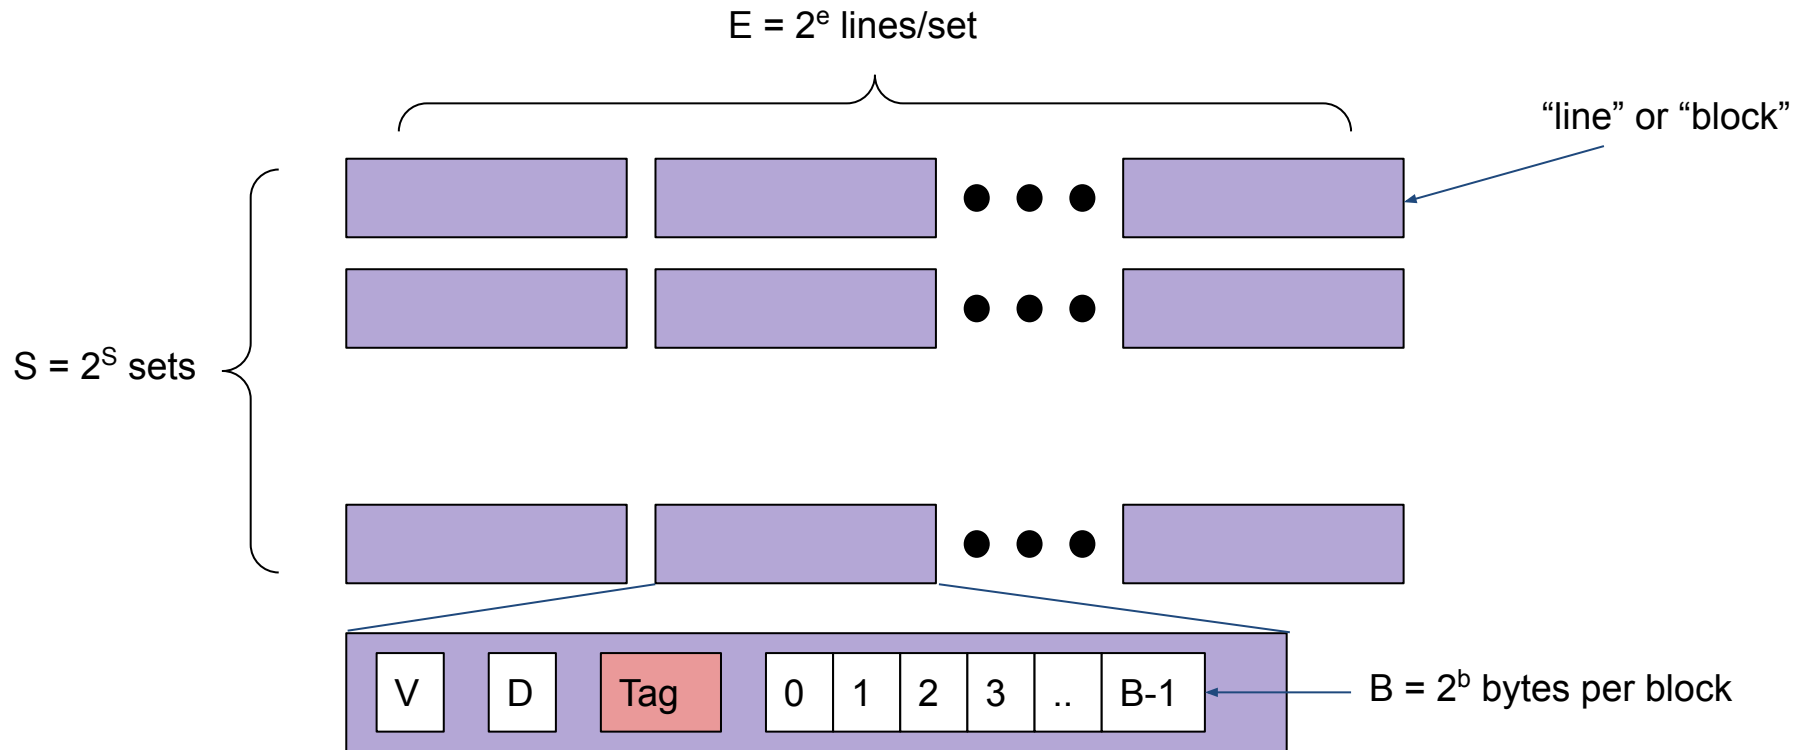 E = 2ᵉ lines/set
“line” or “block”
S = 2ˢ sets
V D Tag 0 1 2 3 .. B-1
B = 2ᵇ bytes per block